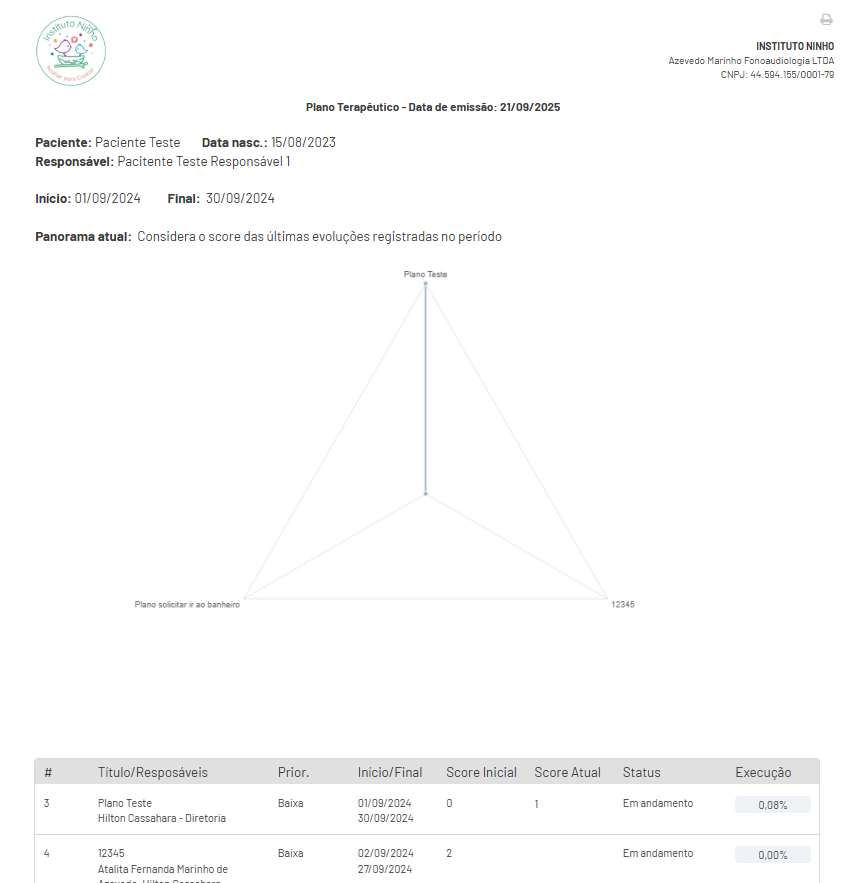 Instituto Ninho
Acolher para Crescer
INSTITUTO NINHO
Azevedo Marinho Fonoaudiologia LTDA
CNPJ: 44.594.155/0001-79
Plano Terapêutico - Data de emissão: 21/09/2025
Paciente: Paciente Teste Data nasc.: 15/08/2023
Responsável: Pacitente Teste Responsável 1
Início: 01/09/2024 Final: 30/09/2024
Panorama atual: Considera o score das últimas evoluções registradas no período
Plano Teste
Plano solicitar ir ao banheiro
12345
# Título/Resposáveis Prior. Início/Final Score Inicial Score Atual Status Execução
3 Plano Teste Baixa 01/09/2024 0 1 Em andamento 0,08%
Hilton Cassahara - Diretoria 30/09/2024
4 12345 Baixa 02/09/2024 2 Em andamento 0,00%
Atalita Fernanda Marinho de 27/09/2024
Azevedo, Hilton Cassahara